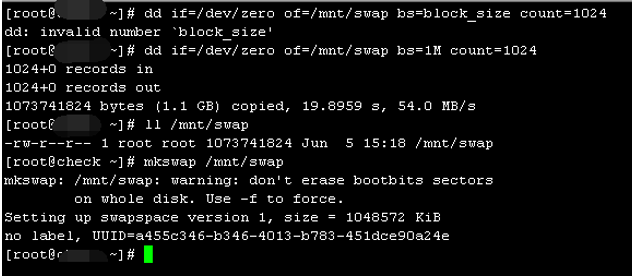 [root@ ~]# dd if=/dev/zero of=/mnt/swap bs=block_size count=1024
dd: invalid number `block_size'
[root@ ~]# dd if=/dev/zero of=/mnt/swap bs=1M count=1024
1024+0 records in
1024+0 records out
1073741824 bytes (1.1 GB) copied, 19.8959 s, 54.0 MB/s
[root@ ~]# ll /mnt/swap
-rw-r--r-- 1 root root 1073741824 Jun  5 15:18 /mnt/swap
[root@check ~]# mkswap /mnt/swap
mkswap: /mnt/swap: warning: don't erase bootbits sectors
        on whole disk. Use -f to force.
Setting up swapspace version 1, size = 1048572 KiB
no label, UUID=a455c346-b346-4013-b783-451dce90a24e
[root@ ~]#